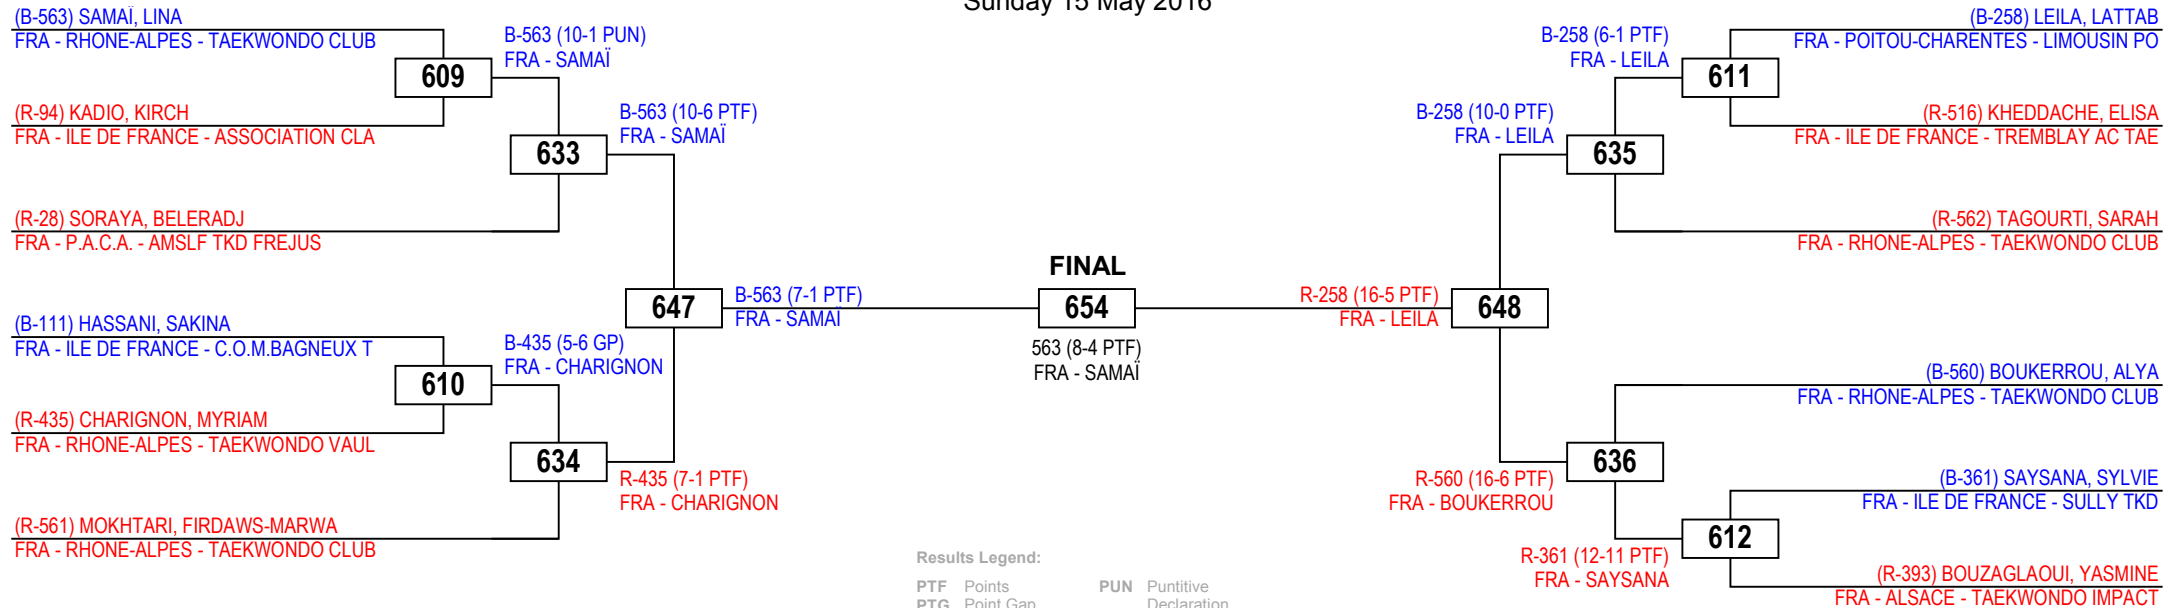 Sunday 15 May 2016
(B-563) SAMAÏ, LINA
FRA - RHONE-ALPES - TAEKWONDO CLUB
B-563 (10-1 PUN)
FRA - SAMAÏ
609
(R-94) KADIO, KIRCH
FRA - ILE DE FRANCE - ASSOCIATION CLA
B-563 (10-6 PTF)
FRA - SAMAÏ
633
(R-28) SORAYA, BELERADJ
FRA - P.A.C.A. - AMSLF TKD FREJUS
647
B-563 (7-1 PTF)
FRA - SAMAÏ
(B-111) HASSANI, SAKINA
FRA - ILE DE FRANCE - C.O.M.BAGNEUX T
B-435 (5-6 GP)
FRA - CHARIGNON
610
(R-435) CHARIGNON, MYRIAM
FRA - RHONE-ALPES - TAEKWONDO VAUL
634
R-435 (7-1 PTF)
FRA - CHARIGNON
(R-561) MOKHTARI, FIRDAWS-MARWA
FRA - RHONE-ALPES - TAEKWONDO CLUB
FINAL
654
563 (8-4 PTF)
FRA - SAMAÏ
(B-258) LEILA, LATTAB
FRA - POITOU-CHARENTES - LIMOUSIN PO
B-258 (6-1 PTF)
FRA - LEILA
611
(R-516) KHEDDACHE, ELISA
FRA - ILE DE FRANCE - TREMBLAY AC TAE
B-258 (10-0 PTF)
FRA - LEILA
635
(R-562) TAGOURTI, SARAH
FRA - RHONE-ALPES - TAEKWONDO CLUB
R-258 (16-5 PTF)
FRA - LEILA
648
(B-560) BOUKERROU, ALYA
FRA - RHONE-ALPES - TAEKWONDO CLUB
636
R-560 (16-6 PTF)
FRA - BOUKERROU
(B-361) SAYSANA, SYLVIE
FRA - ILE DE FRANCE - SULLY TKD
612
R-361 (12-11 PTF)
FRA - SAYSANA
(R-393) BOUZAGLAOUI, YASMINE
FRA - ALSACE - TAEKWONDO IMPACT
Results Legend:
PTF Points PUN Puntitive
PTG Point Gap Declaration